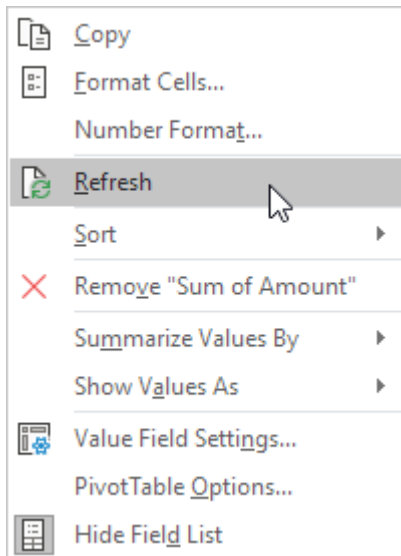 Copy
Format Cells...
Number Format...
Refresh
Sort
Remove "Sum of Amount"
Summarize Values By
Show Values As
Value Field Settings...
PivotTable Options...
Hide Field List